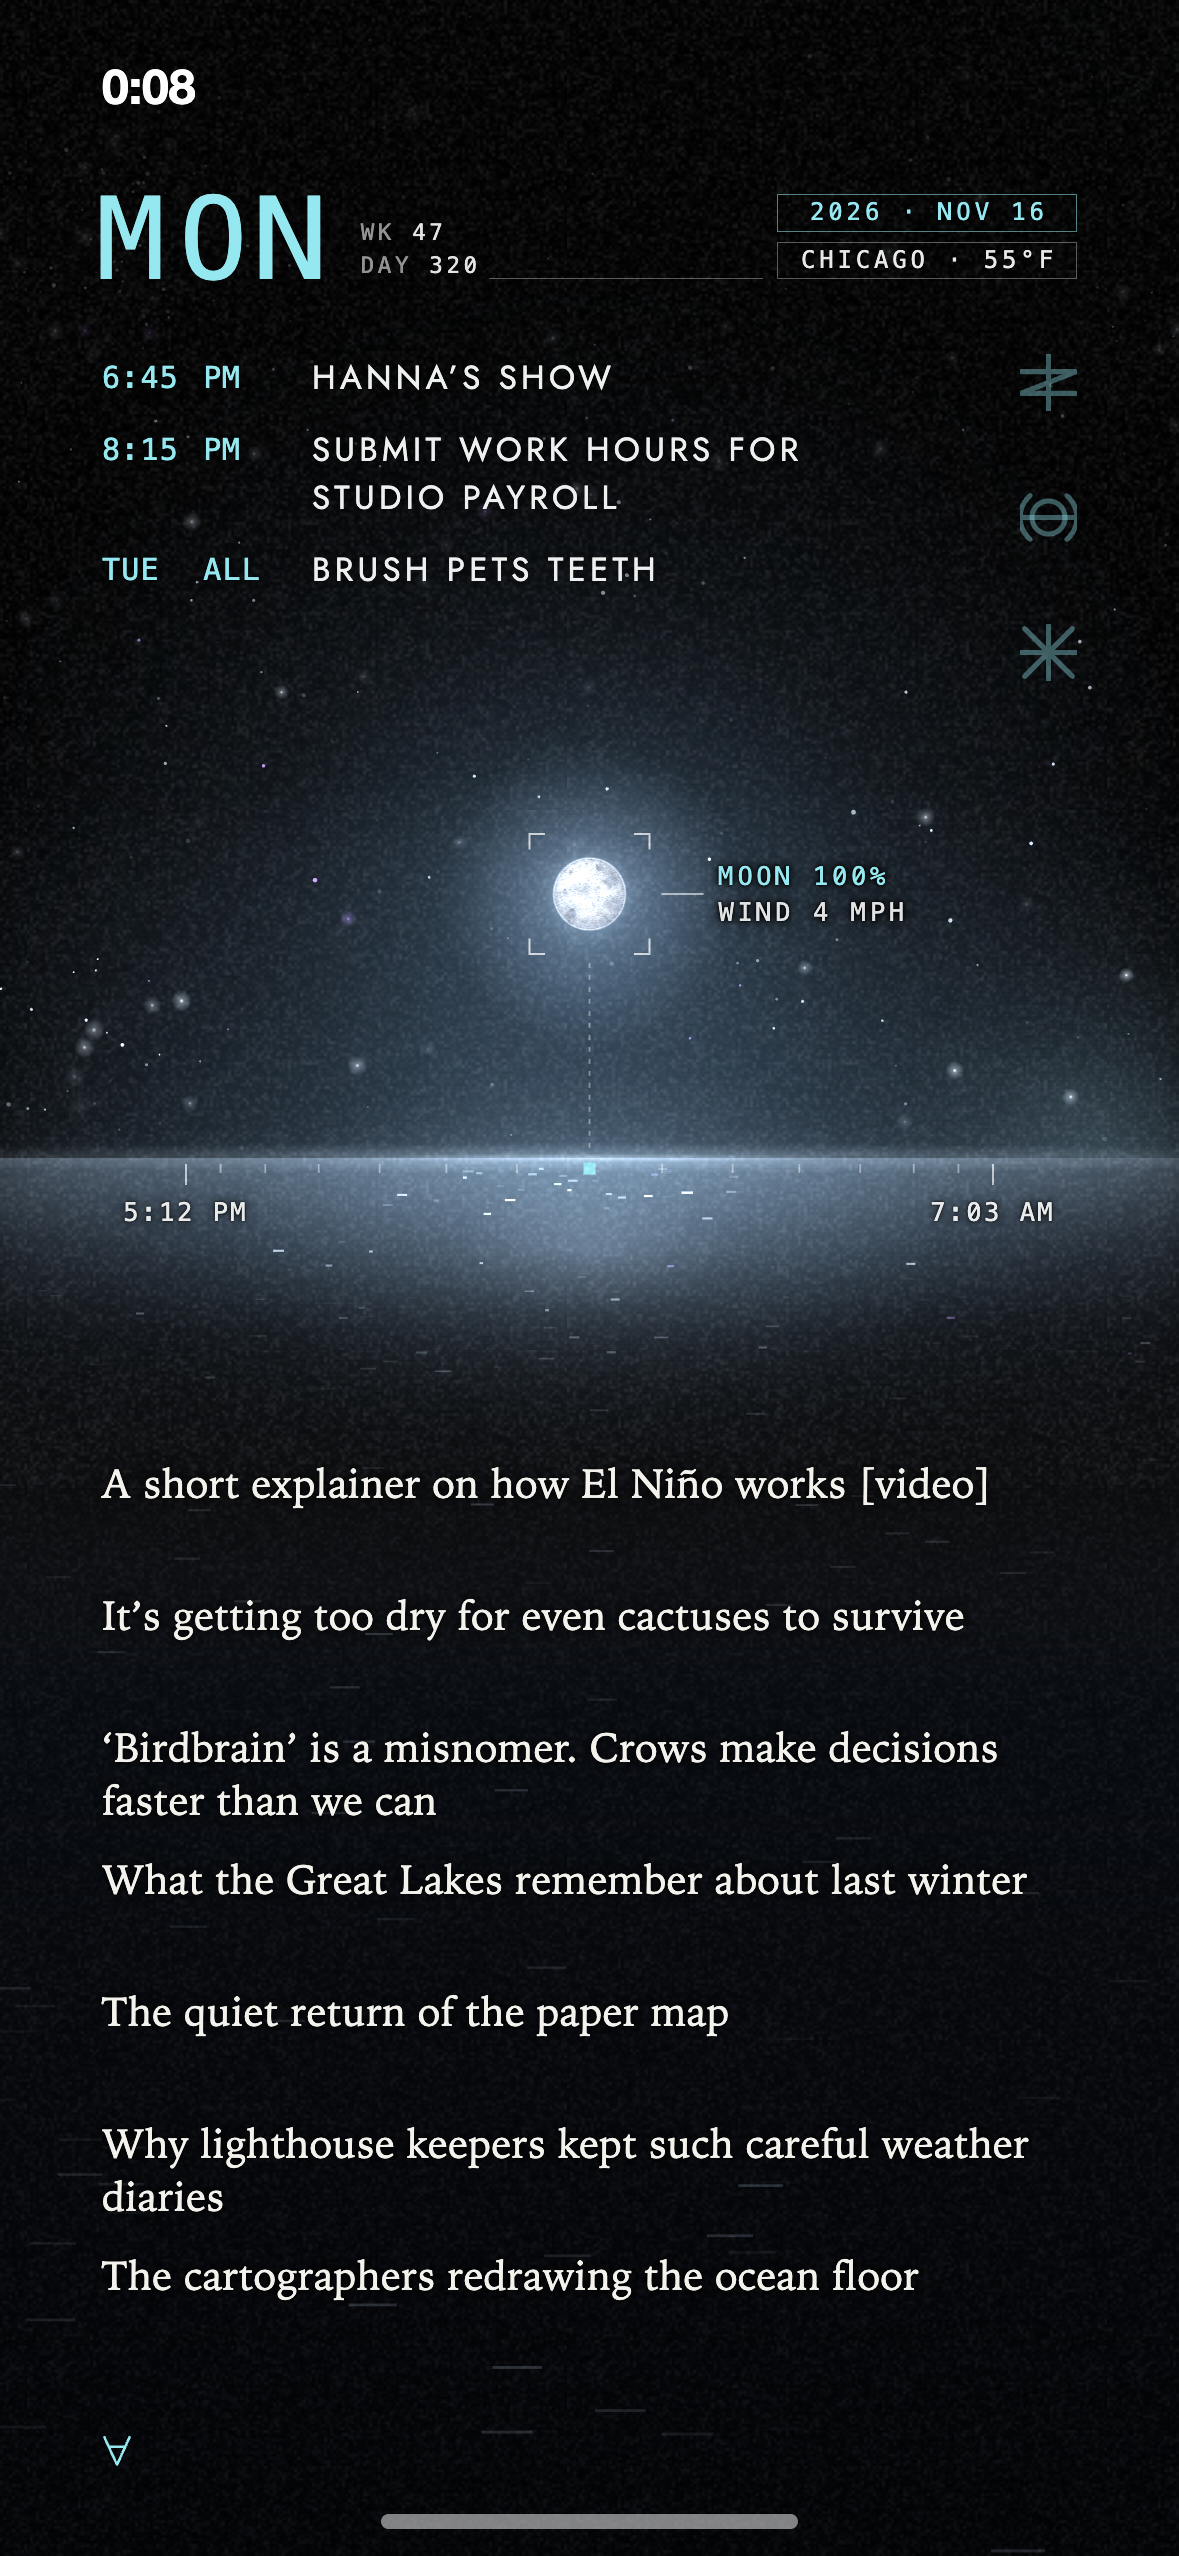 0:08
MON
WK 47
DAY 320
2026 · NOV 16
CHICAGO · 55°F
6:45 PM HANNA’S SHOW
8:15 PM SUBMIT WORK HOURS FOR
STUDIO PAYROLL
TUE ALL BRUSH PETS TEETH
MOON 100%
WIND 4 MPH
5:12 PM
7:03 AM
A short explainer on how El Niño works [video]
It’s getting too dry for even cactuses to survive
‘Birdbrain’ is a misnomer. Crows make decisions
faster than we can
What the Great Lakes remember about last winter
The quiet return of the paper map
Why lighthouse keepers kept such careful weather
diaries
The cartographers redrawing the ocean floor
∀